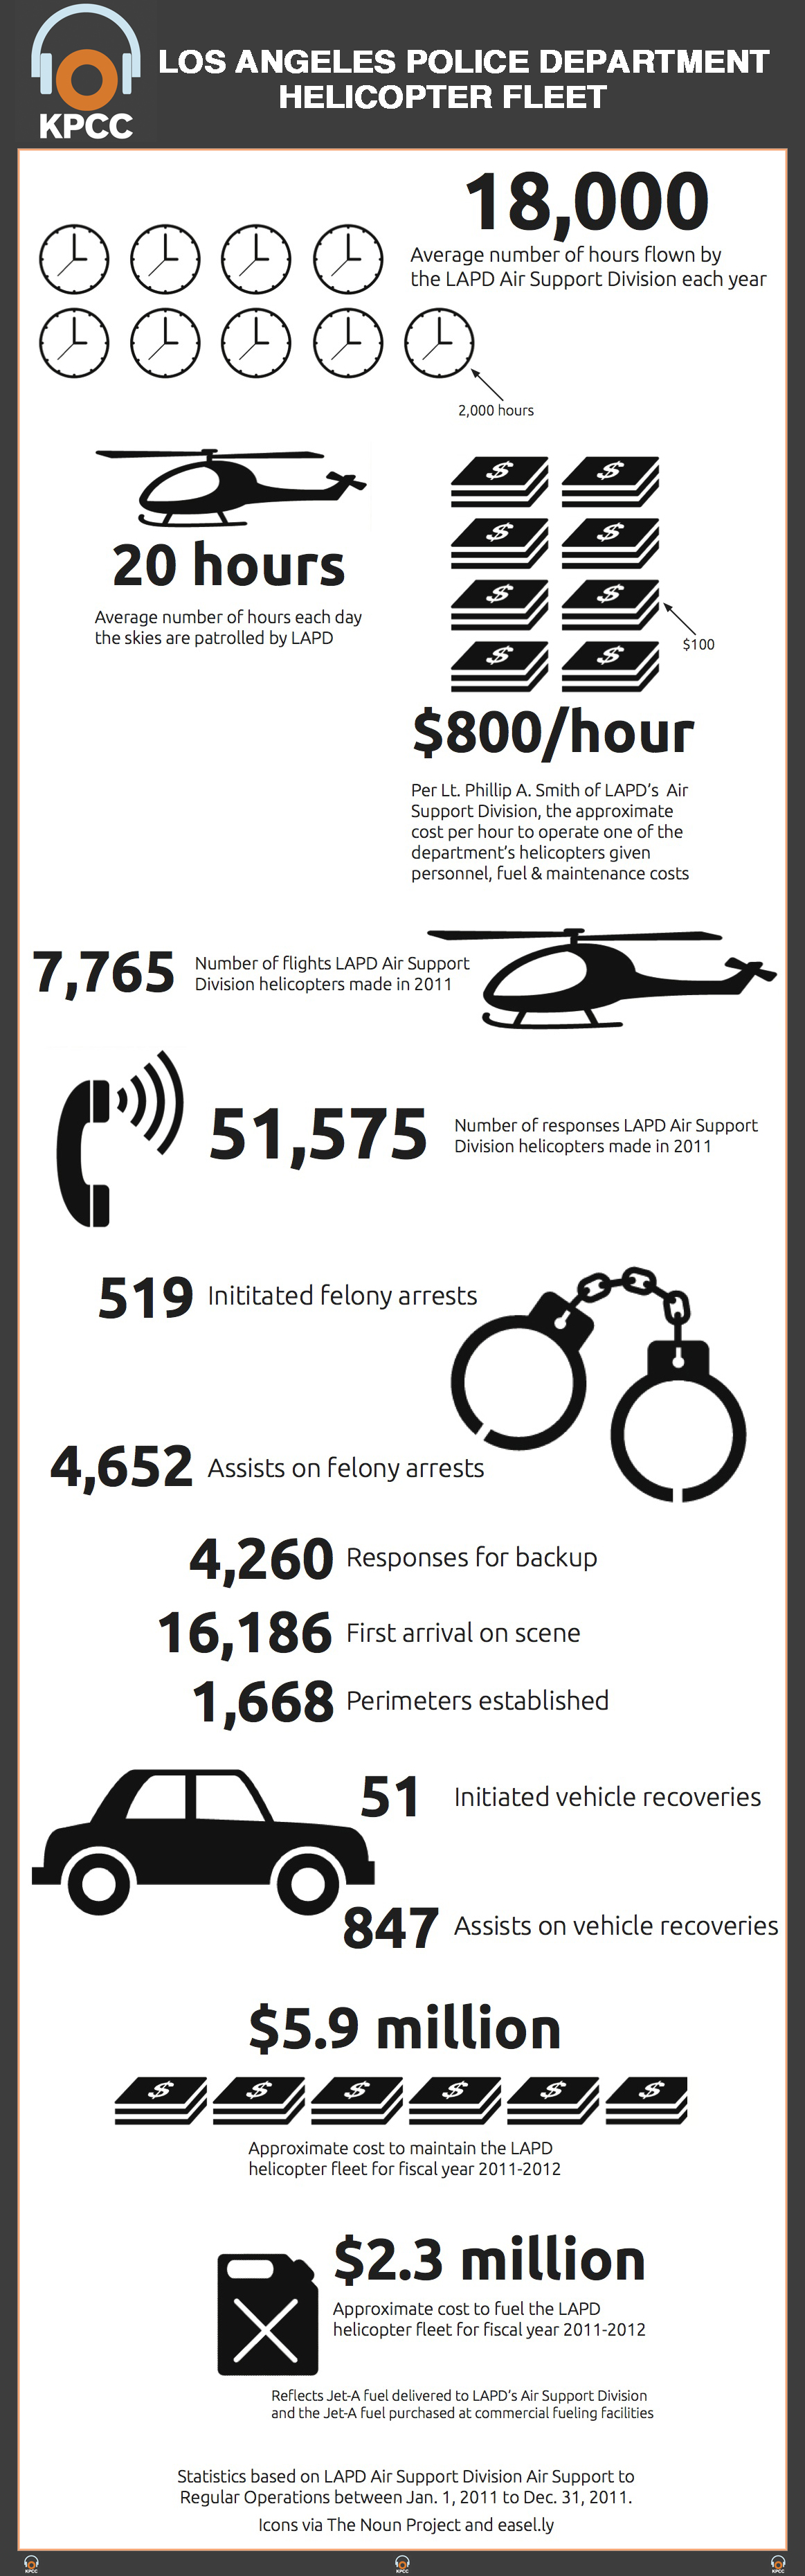 KPCC
LOS ANGELES POLICE DEPARTMENT
HELICOPTER FLEET
18,000
Average number of hours flown by
the LAPD Air Support Division each year
2,000 hours
20 hours
Average number of hours each day
the skies are patrolled by LAPD
$ $
$ $
$ $
$100
$ $
$800/hour
Per Lt. Phillip A. Smith of LAPD's Air
Support Division, the approximate
cost per hour to operate one of the
department's helicopters given
personnel, fuel & maintenance costs
7,765
Number of flights LAPD Air Support
Division helicopters made in 2011
51,575
Number of responses LAPD Air Support
Division helicopters made in 2011
519 Inititated felony arrests
4,652 Assists on felony arrests
4,260 Responses for backup
16,186 First arrival on scene
1,668 Perimeters established
51 Initiated vehicle recoveries
847 Assists on vehicle recoveries
$5.9 million
$ $ $ $ $ $
Approximate cost to maintain the LAPD
helicopter fleet for fiscal year 2011-2012
$2.3 million
Approximate cost to fuel the LAPD
helicopter fleet for fiscal year 2011-2012
Reflects Jet-A fuel delivered to LAPD's Air Support Division
and the Jet-A fuel purchased at commercial fueling facilities
Statistics based on LAPD Air Support Division Air Support to
Regular Operations between Jan. 1, 2011 to Dec. 31, 2011.
Icons via The Noun Project and easel.ly
KPCC KPCC KPCC